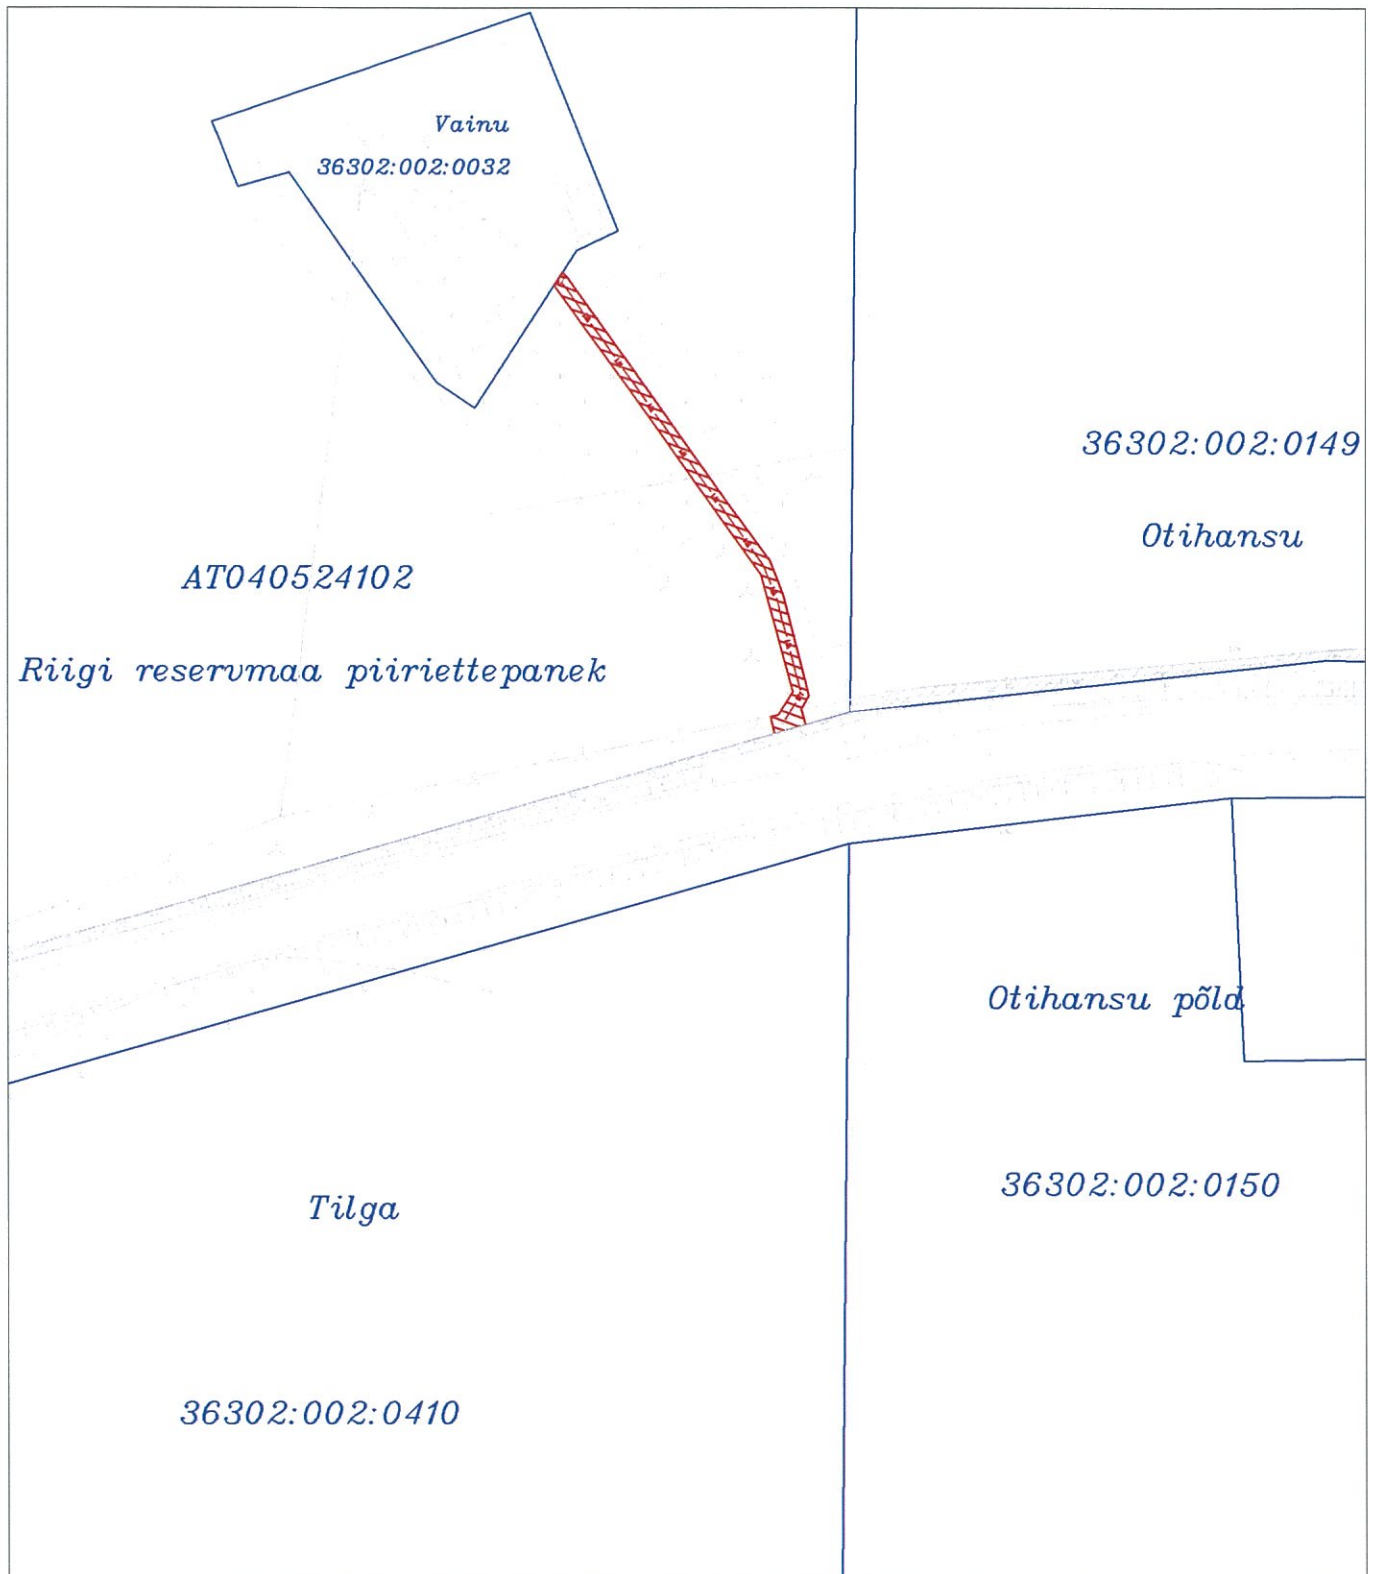 Vainu
36302:002:0032
36302:002:0149
Otihansu
AT040524102
Riigi reservmaa piiriettepanek
Otihansu põld
36302:002:0150
Tilga
36302:002:0410